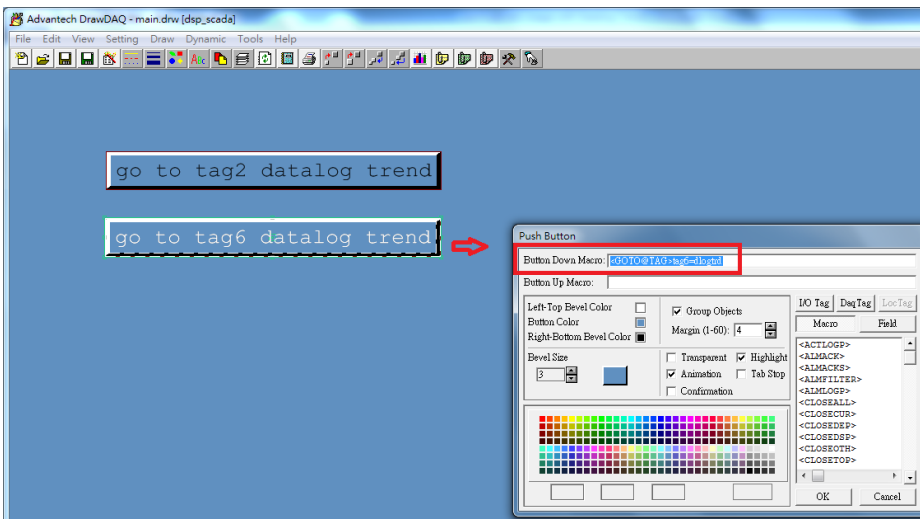 Advantech DrawDAQ - main.drw [dsp_scada]
File Edit View Setting Draw Dynamic Tools Help
go to tag2 datalog trend
go to tag6 datalog trend
Push Button
Button Down Macro: <GOTO@TAG>tag6=dlogtrd
Button Up Macro:
Left-Top Bevel Color
Button Color
Right-Bottom Bevel Color
Group Objects
Margin (1-60): 4
I/O Tag DaqTag LocTag
Macro Field
Bevel Size
3
Transparent Highlight
Animation Tab Stop
Confirmation
<ACTLOGP>
<ALMACK>
<ALMACKS>
<ALMFILTER>
<ALMLOGP>
<CLOSEALL>
<CLOSECUR>
<CLOSEDEP>
<CLOSEDSP>
<CLOSEOTH>
<CLOSETOP>
OK Cancel